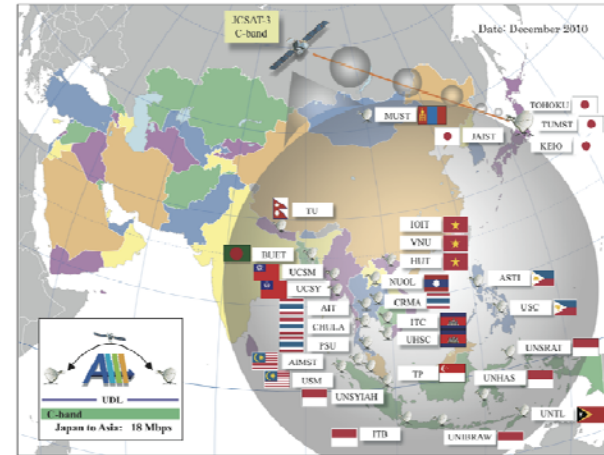 JCSAT-3
C-band
Date: December 2010
TOHOKU
MUST
TUMST
JAIST
KEIO
TU
IOIT
VNU
BUET
HUT
UCSM
NUOL
ASTI
UCSY
CRMA
AIT
USC
CHULA
ITC
PSU
UHSC
UNSRAT
AIMST
TP
USM
UNHAS
UNSYIAH
UNTL
ITB
UNIBRAW
AIII
UDL
C-band
Japan to Asia: 18 Mbps